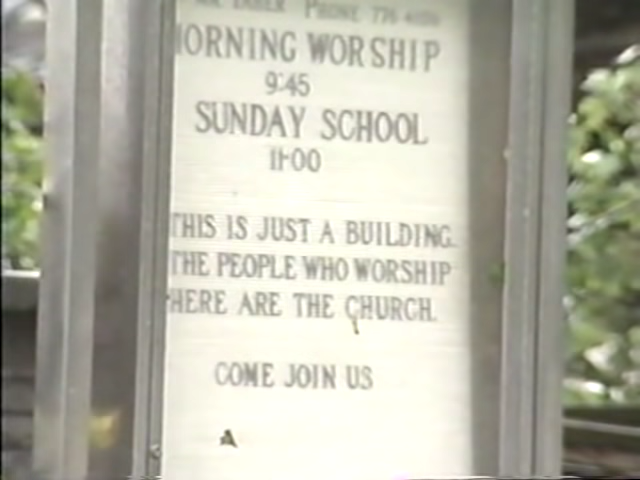 PHONE
MORNING WORSHIP
9:45
SUNDAY SCHOOL
11:00
THIS IS JUST A BUILDING.
THE PEOPLE WHO WORSHIP
HERE ARE THE CHURCH.
COME JOIN US